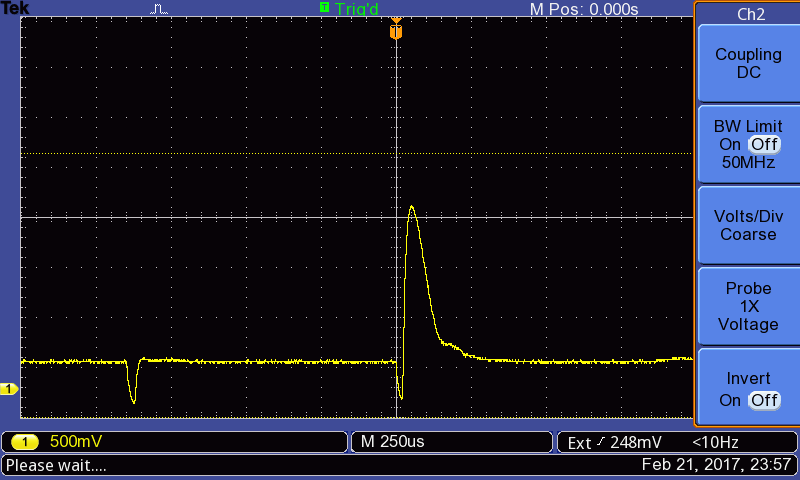 Tek
T Trig'd
M Pos: 0.000s
Ch2
T
Coupling
DC
BW Limit
On Off
50MHz
Volts/Div
Coarse
Probe
1X
Voltage
Invert
On Off
1
1 500mV
M 250us
Ext 248mV <10Hz
Please wait....
Feb 21, 2017, 23:57